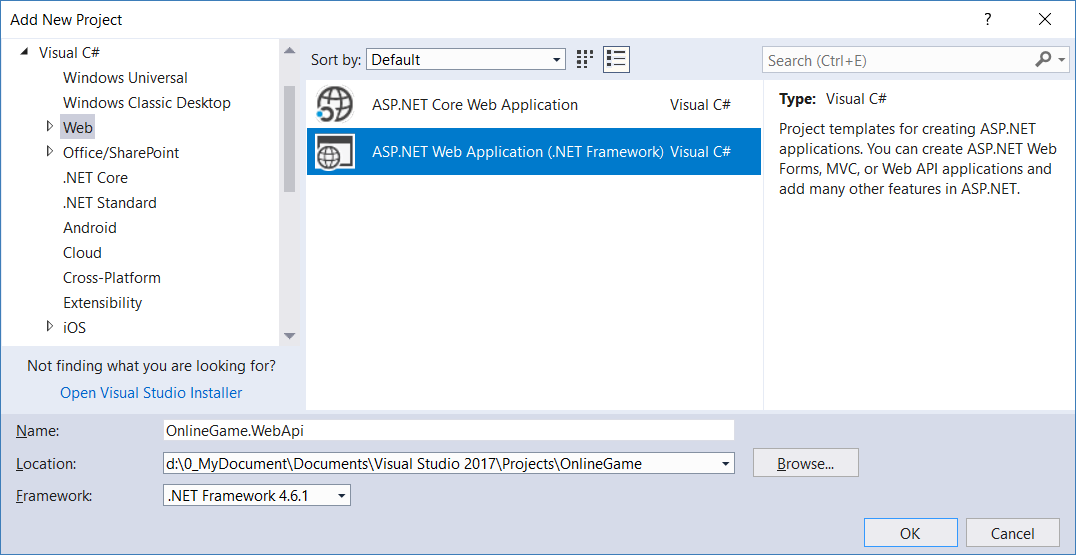 Add New Project
?
Visual C#
Windows Universal
Windows Classic Desktop
Web
Office/SharePoint
.NET Core
.NET Standard
Android
Cloud
Cross-Platform
Extensibility
iOS
Not finding what you are looking for?
Open Visual Studio Installer
Sort by: Default
ASP.NET Core Web Application Visual C#
ASP.NET Web Application (.NET Framework) Visual C#
Search (Ctrl+E)
Type: Visual C#
Project templates for creating ASP.NET
applications. You can create ASP.NET Web
Forms, MVC, or Web API applications and
add many other features in ASP.NET.
Name: OnlineGame.WebApi
Location: d:\0_MyDocument\Documents\Visual Studio 2017\Projects\OnlineGame Browse...
Framework: .NET Framework 4.6.1
OK Cancel